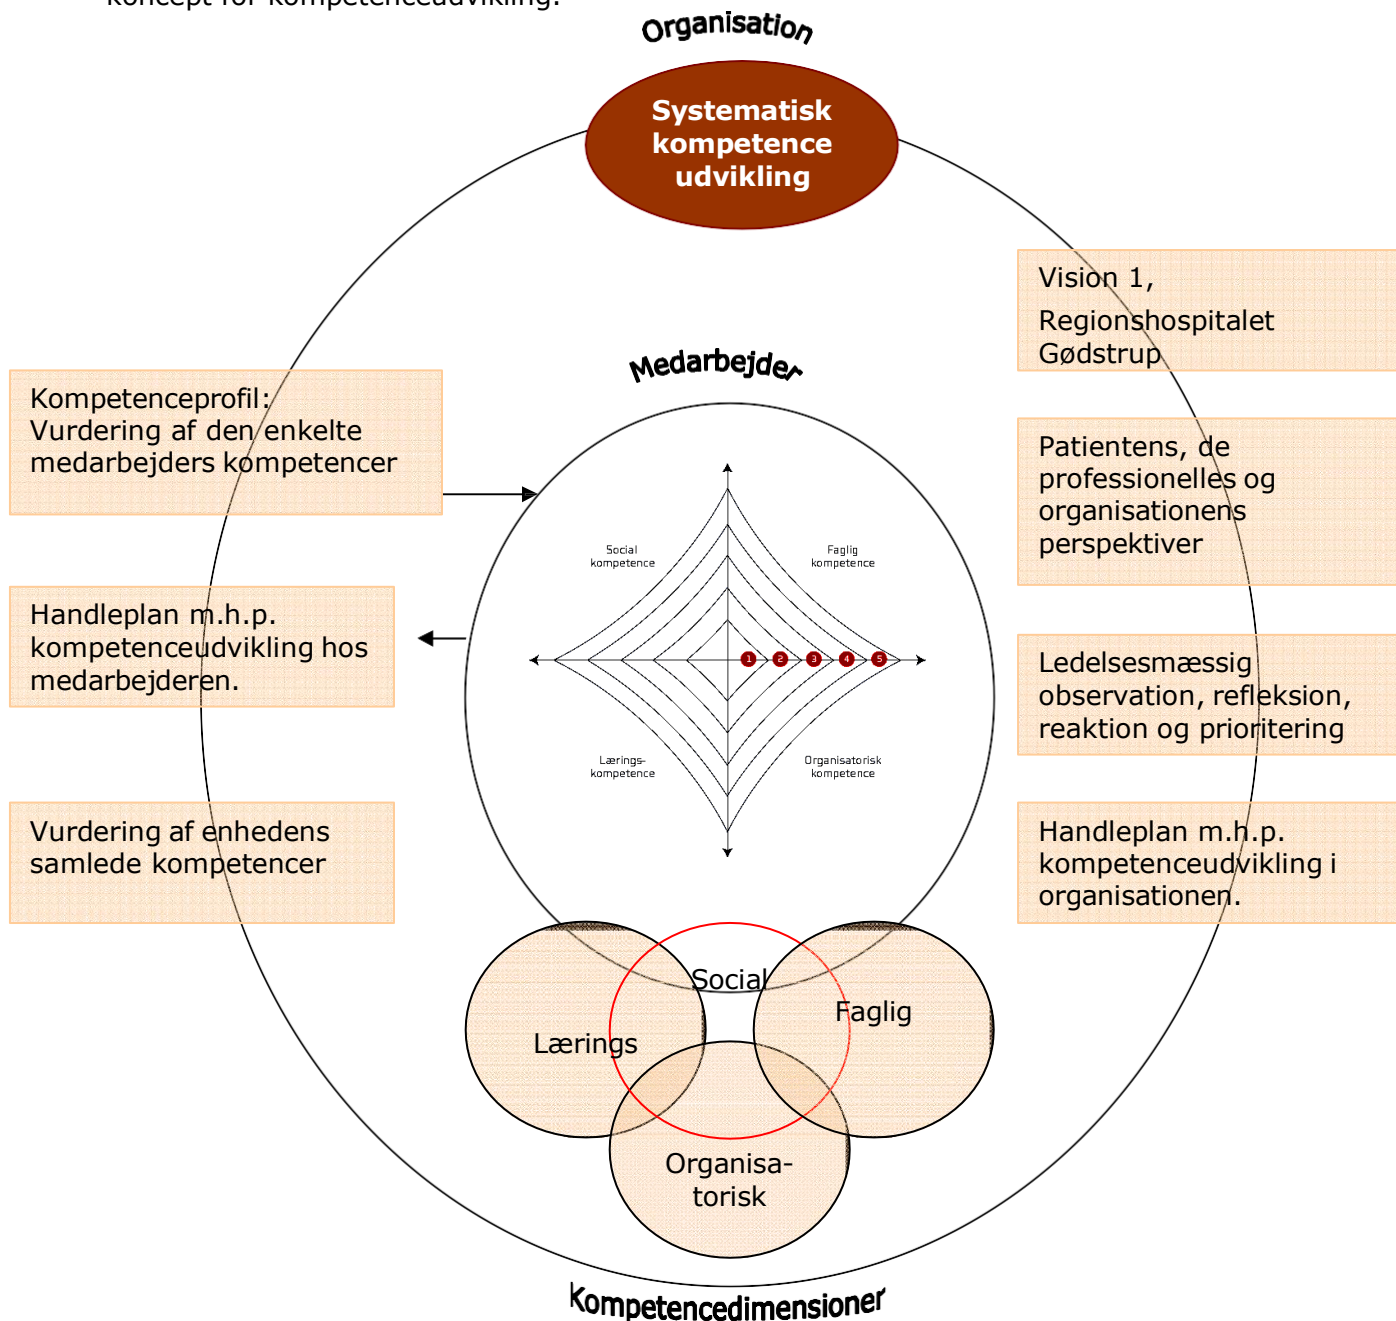 koncept for kompetenceudvikling.
Organisation
Systematisk
kompetence
udvikling
Vision 1,
Regionshospitalet
Gødstrup
Medarbejder
Kompetenceprofil:
Vurdering af den enkelte
medarbejders kompetencer
Patientens, de
professionelles og
organisationens
perspektiver
Social
kompetence
Faglig
kompetence
Handleplan m.h.p.
kompetenceudvikling hos
medarbejderen.
1 2 3 4 5
Ledelsesmæssig
observation, refleksion,
reaktion og prioritering
Lærings-
kompetence
Organisatorisk
kompetence
Vurdering af enhedens
samlede kompetencer
Handleplan m.h.p.
kompetenceudvikling i
organisationen.
Social
Faglig
Lærings
Organisa-
torisk
Kompetencedimensioner